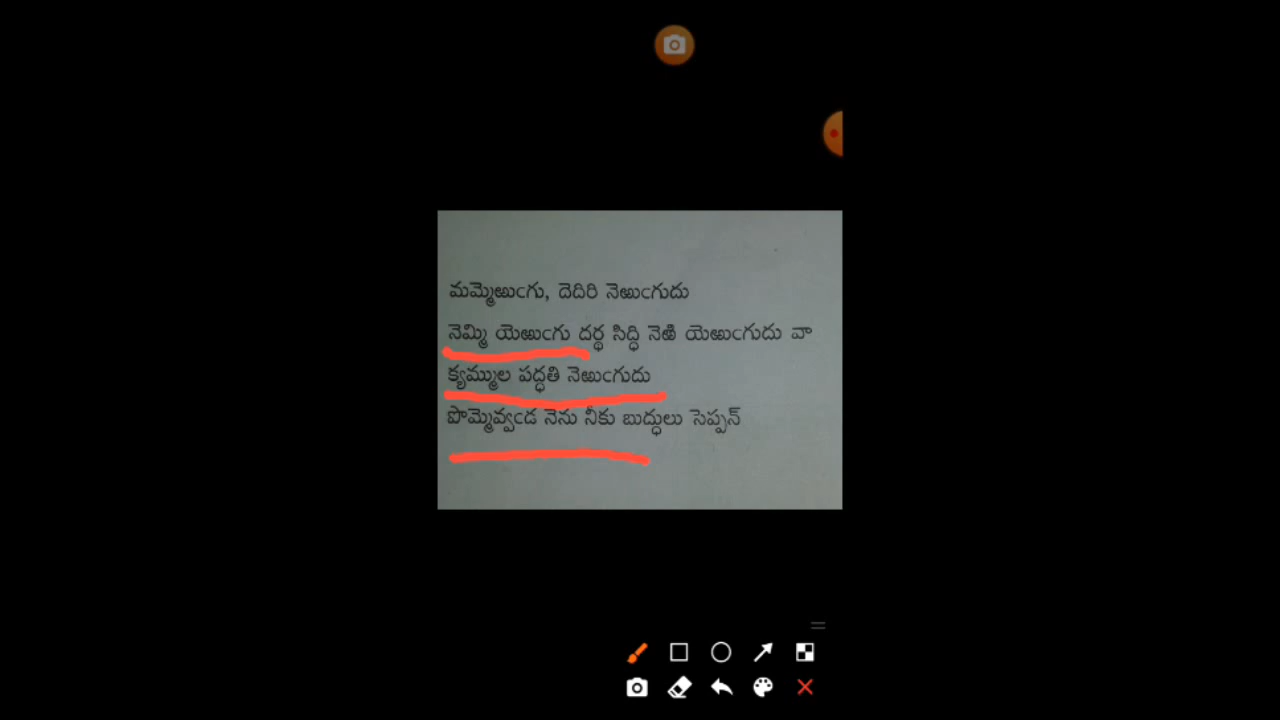 మమ్మెఱుఁగు, దెదిరి నెఱుఁగుదు
నెమ్మి యెఱుఁగు దర్థ సిద్ధి నెఱి యెఱుఁగుదు వా
క్యమ్ముల పద్ధతి నెఱుఁగుదు
పొమ్మెవ్వఁడ నెను నీకు బుద్ధులు సెప్పన్